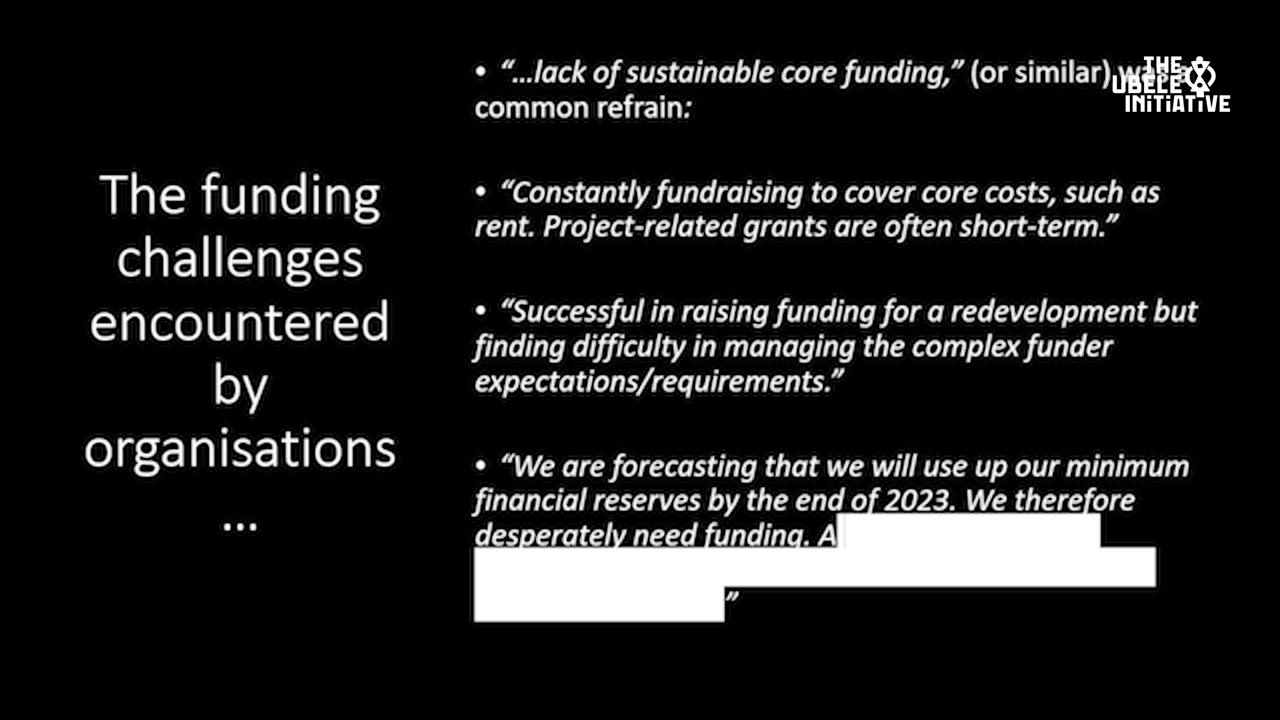 The funding
challenges
encountered
by
organisations
...
• “...lack of sustainable core funding,” (or similar) was a
common refrain:
• “Constantly fundraising to cover core costs, such as
rent. Project-related grants are often short-term.”
• “Successful in raising funding for a redevelopment but
finding difficulty in managing the complex funder
expectations/requirements.”
• “We are forecasting that we will use up our minimum
financial reserves by the end of 2023. We therefore
desperately need funding. A
”
THE
UBELE
INITIATIVE